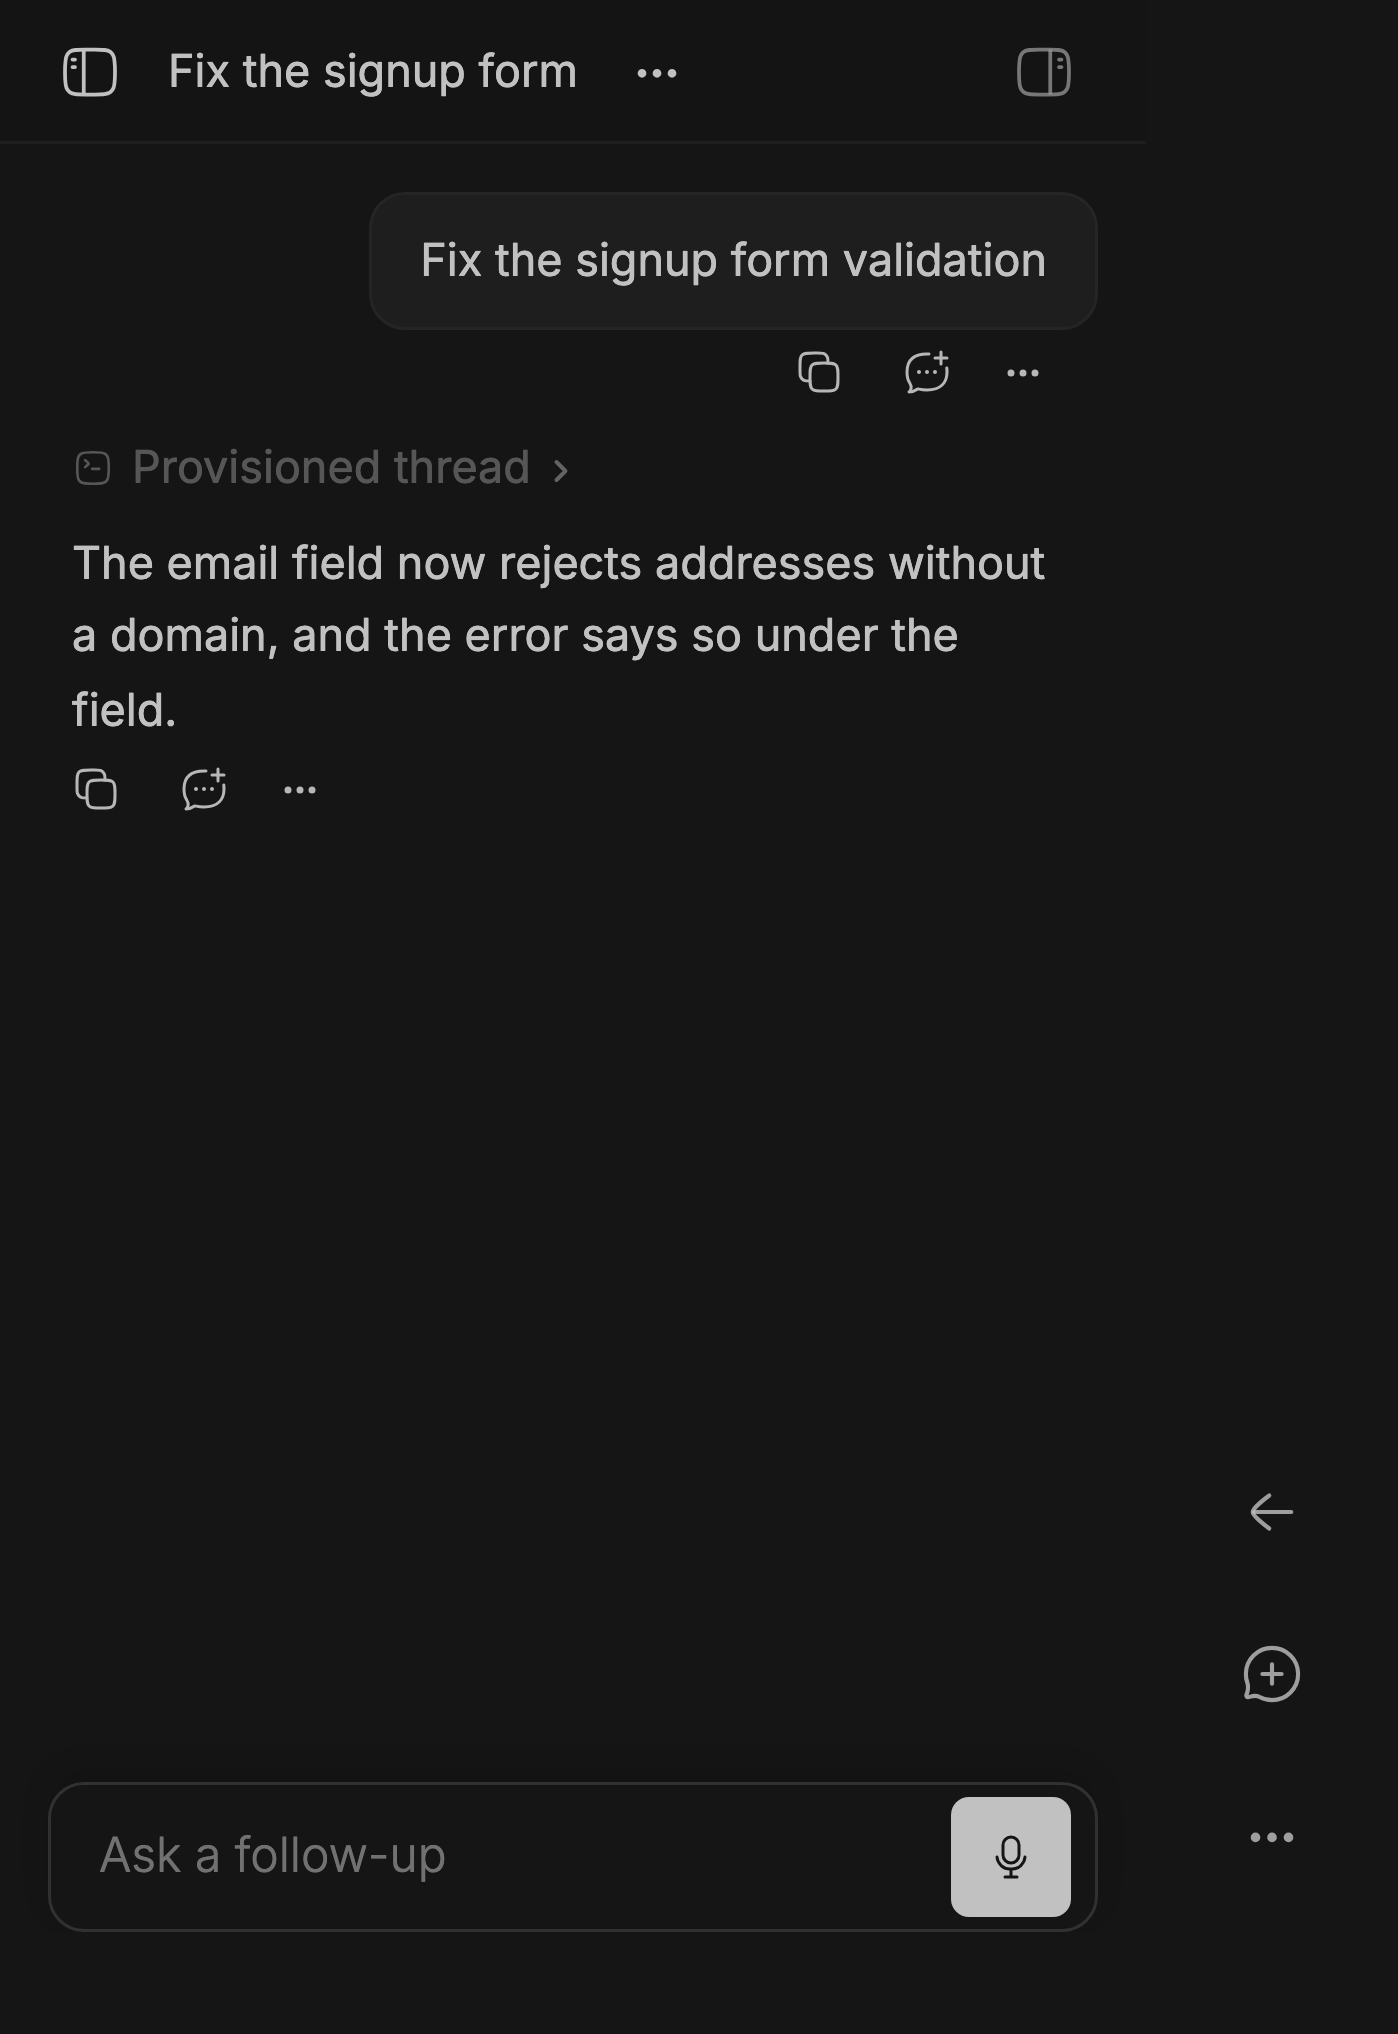 Fix the signup form
Fix the signup form validation
Provisioned thread
The email field now rejects addresses without
a domain, and the error says so under the
field.
Ask a follow-up